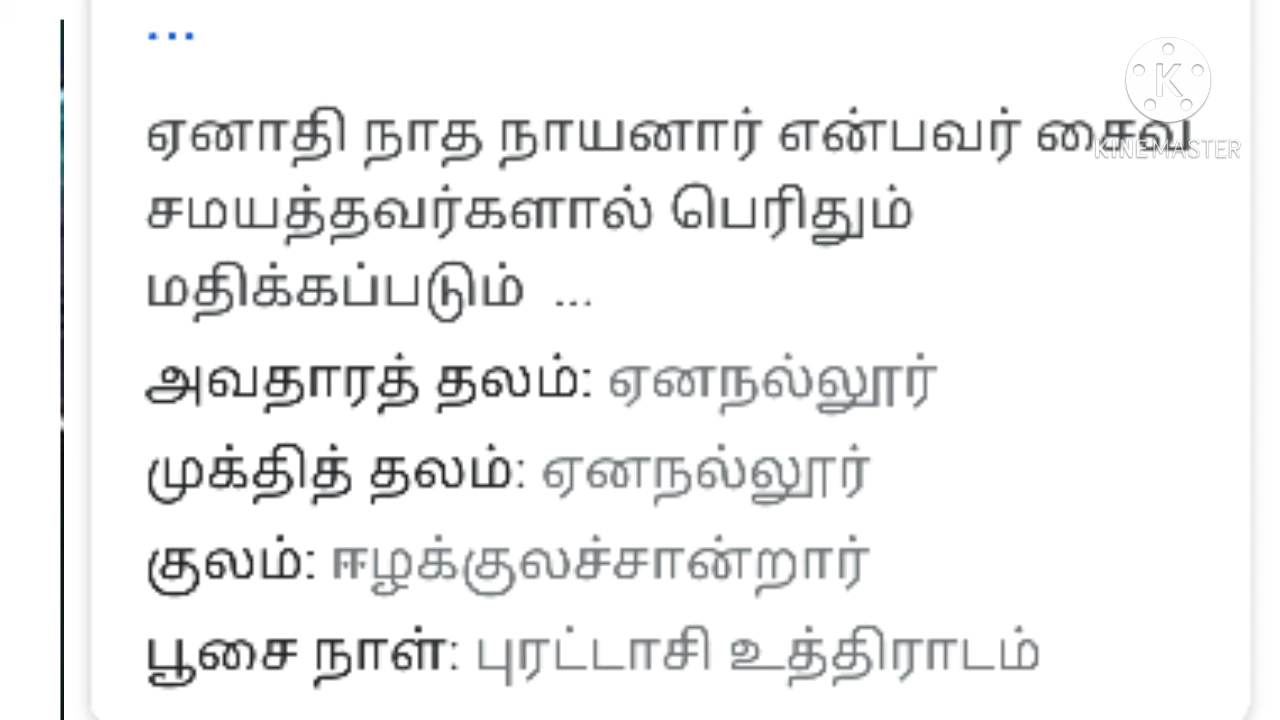 ...
ஏனாதி நாத நாயனார் என்பவர் சைவ
KINEMASTER
சமயத்தவர்களால் பெரிதும்
மதிக்கப்படும் ...
அவதாரத் தலம்: ஏனநல்லூர்
முக்தித் தலம்: ஏனநல்லூர்
குலம்: ஈழக்குலச்சான்றார்
பூசை நாள்: புரட்டாசி உத்திராடம்